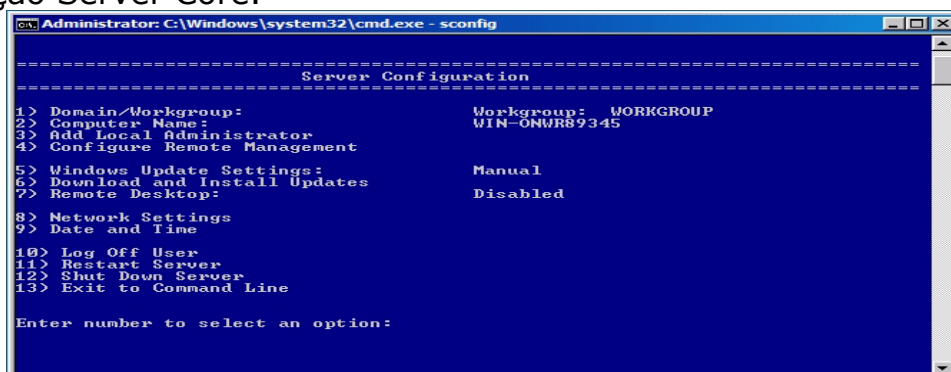 ção Server Core.
Administrator: C:\Windows\system32\cmd.exe - sconfig
===============================================================================
Server Configuration
===============================================================================
1) Domain/Workgroup: Workgroup: WORKGROUP
2) Computer Name: WIN-ONWR89345
3) Add Local Administrator
4) Configure Remote Management
5) Windows Update Settings: Manual
6) Download and Install Updates
7) Remote Desktop: Disabled
8) Network Settings
9) Date and Time
10) Log Off User
11) Restart Server
12) Shut Down Server
13) Exit to Command Line
Enter number to select an option: